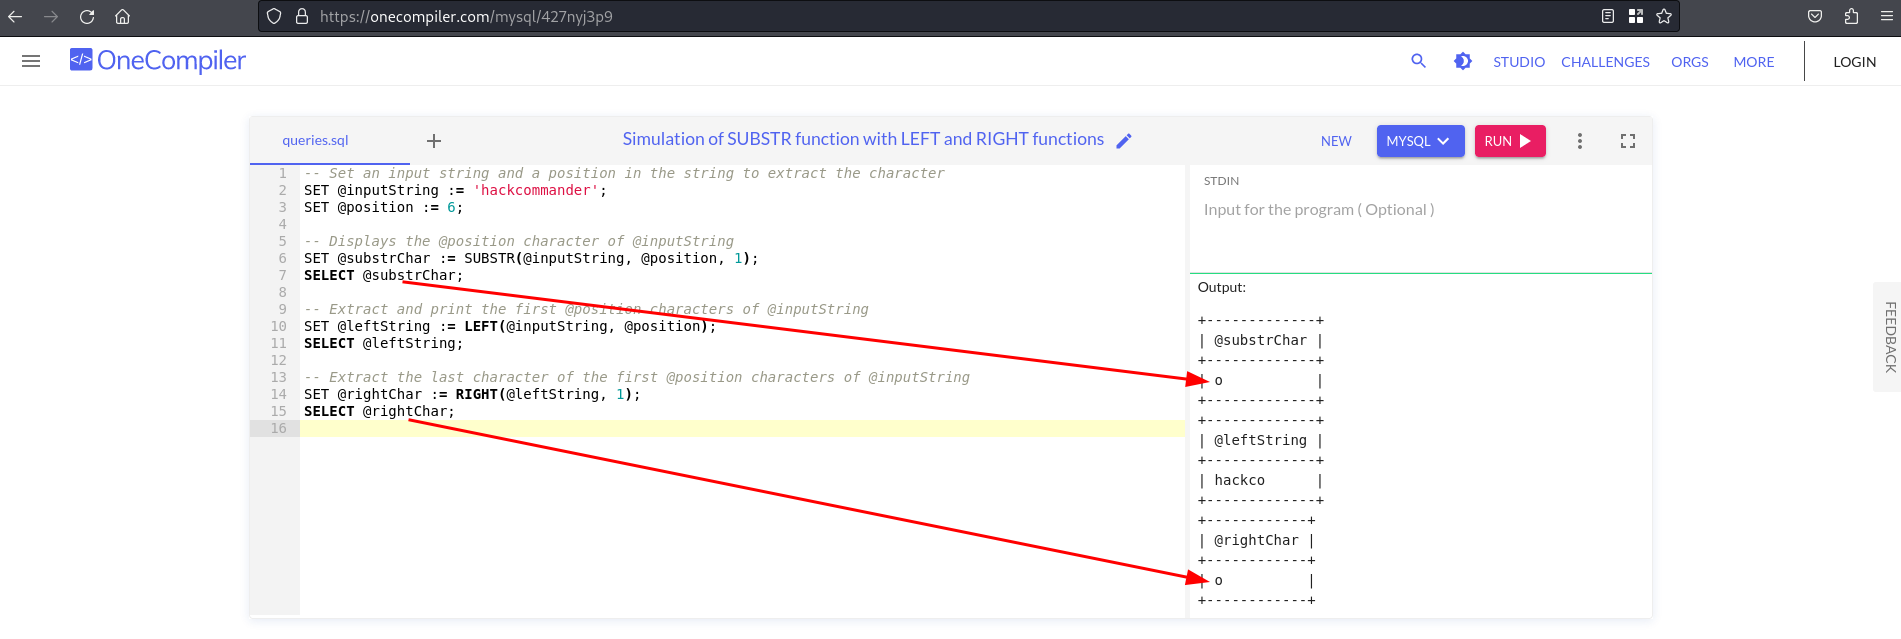 https://onecompiler.com/mysql/427nyj3p9
</> OneCompiler
STUDIO CHALLENGES ORGS MORE LOGIN
queries.sql + Simulation of SUBSTR function with LEFT and RIGHT functions NEW MYSQL RUN
1 -- Set an input string and a position in the string to extract the character
2 SET @inputString := 'hackcommander';
3 SET @position := 6;
4
5 -- Displays the @position character of @inputString
6 SET @substrChar := SUBSTR(@inputString, @position, 1);
7 SELECT @substrChar;
8
9 -- Extract and print the first @position characters of @inputString
10 SET @leftString := LEFT(@inputString, @position);
11 SELECT @leftString;
12
13 -- Extract the last character of the first @position characters of @inputString
14 SET @rightChar := RIGHT(@leftString, 1);
15 SELECT @rightChar;
16
STDIN
Input for the program ( Optional )
Output:
+-------------+
| @substrChar |
+-------------+
| o           |
+-------------+
+-------------+
| @leftString |
+-------------+
| hackco      |
+-------------+
+------------+
| @rightChar |
+------------+
| o          |
+------------+
FEEDBACK